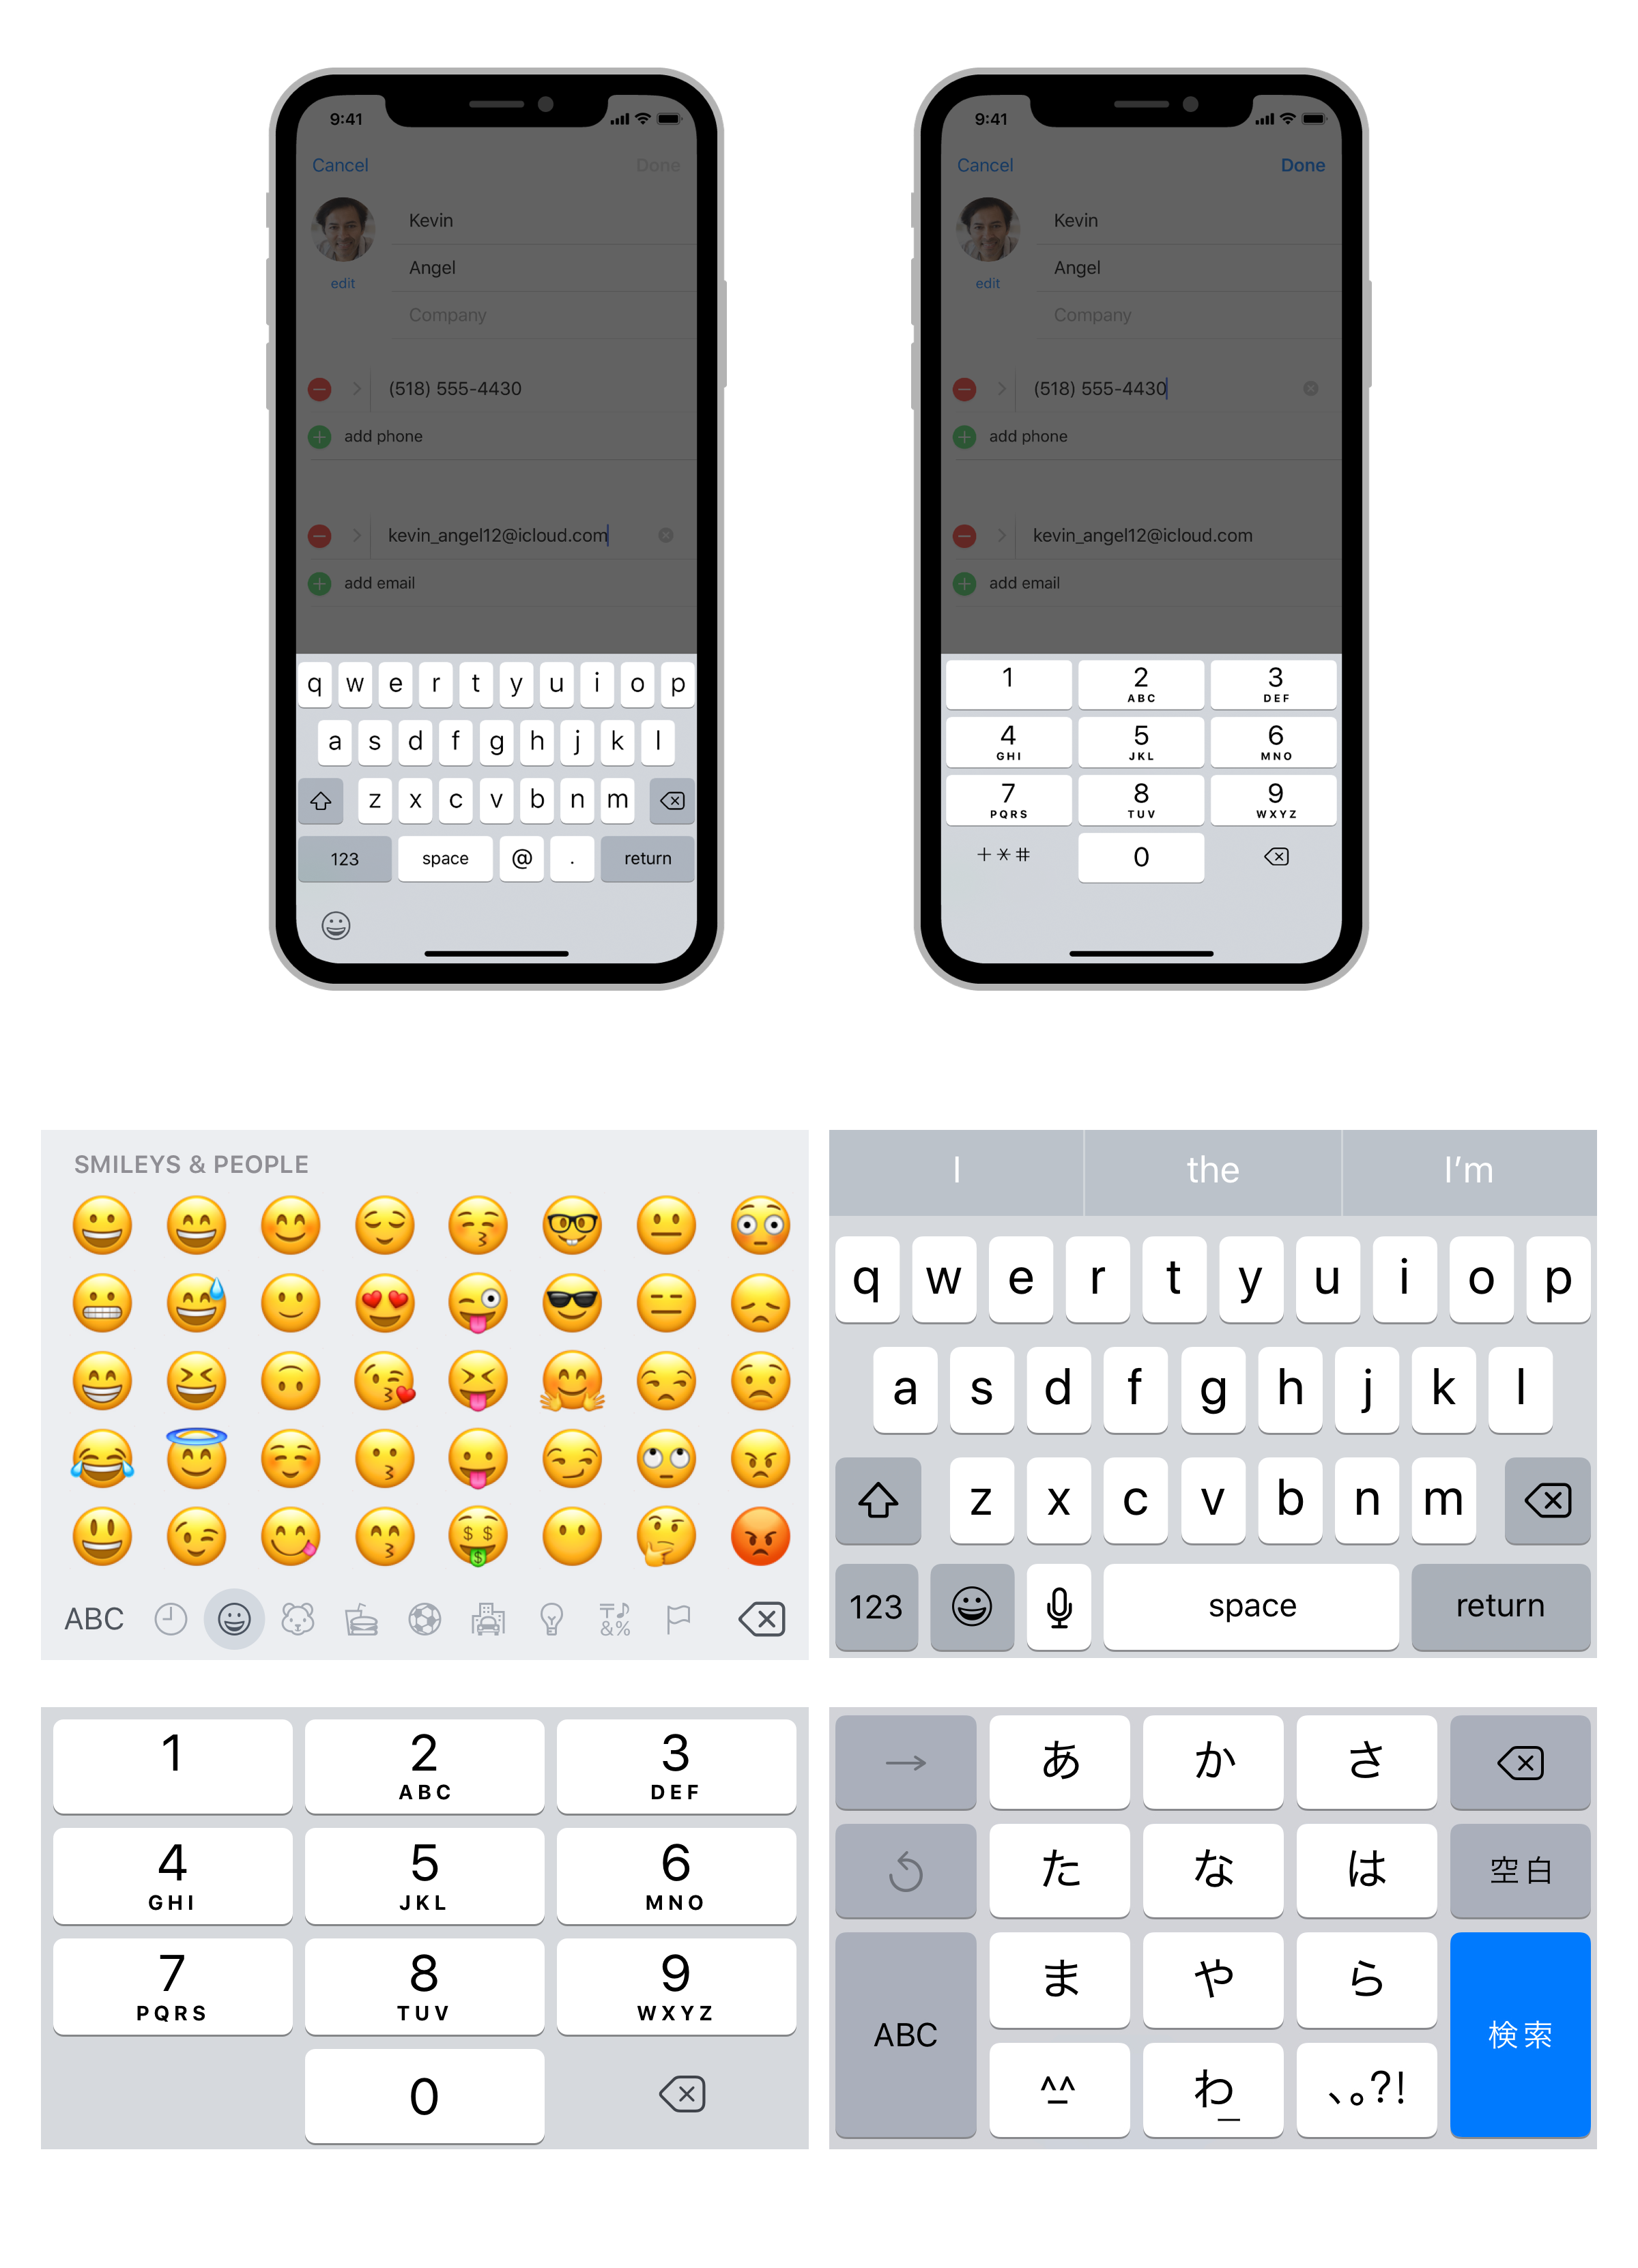 9:41
Cancel Done
Kevin
Angel
edit
Company
(518) 555-4430
add phone
kevin_angel12@icloud.com
add email
q w e r t y u i o p
a s d f g h j k l
z x c v b n m
123 space @ . return
9:41
Cancel Done
Kevin
Angel
edit
Company
(518) 555-4430
add phone
kevin_angel12@icloud.com
add email
1 2 3
ABC DEF
4 5 6
GHI JKL MNO
7 8 9
PQRS TUV WXYZ
+*# 0
SMILEYS & PEOPLE
ABC &%
I the I'm
q w e r t y u i o p
a s d f g h j k l
z x c v b n m
123 space return
1 2 3
ABC DEF
4 5 6
GHI JKL MNO
7 8 9
PQRS TUV WXYZ
0
→ あ か さ
た な は 空白
ま や ら
ABC 検索
^_^ わ_ 、。?!